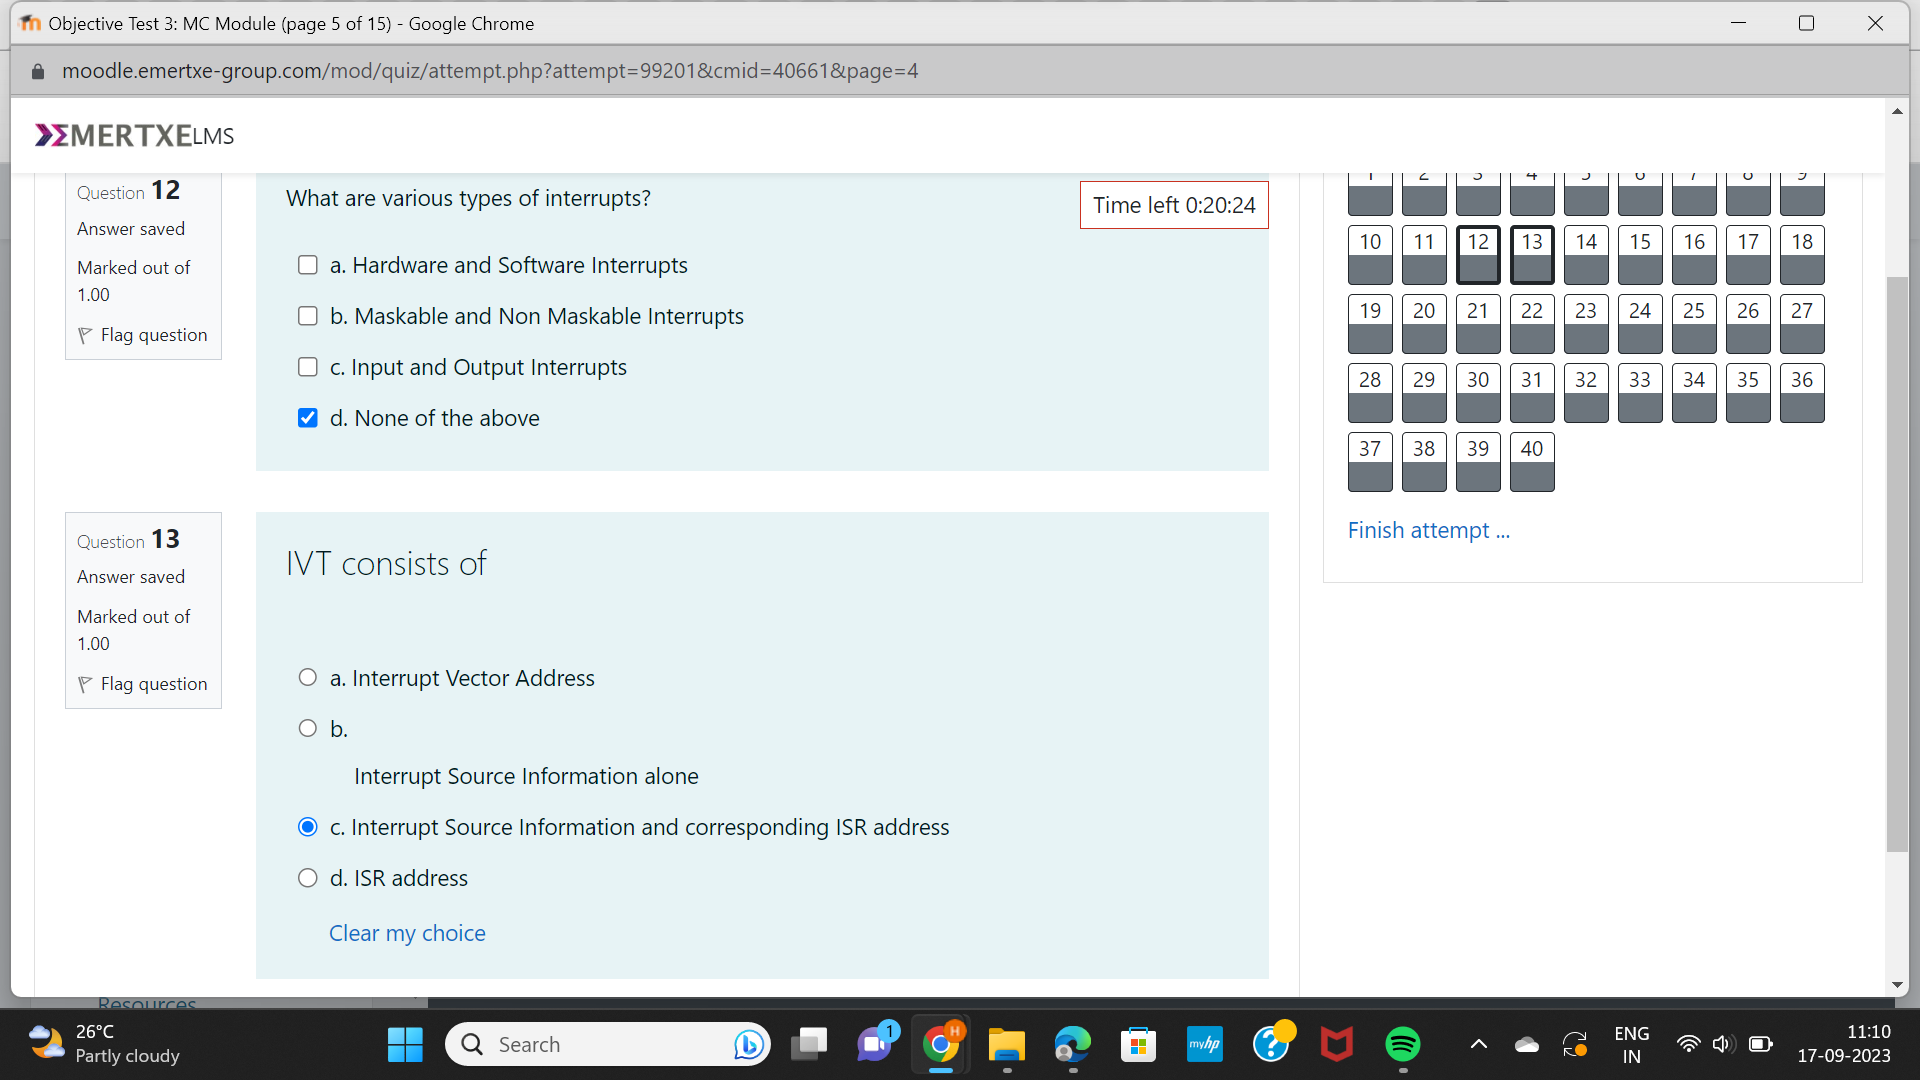 Objective Test 3: MC Module (page 5 of 15) - Google Chrome
moodle.emertxe-group.com/mod/quiz/attempt.php?attempt=99201&cmid=40661&page=4
EMERTXE LMS
Question 12
Answer saved
Marked out of
1.00
Flag question
What are various types of interrupts?
Time left 0:20:24
a. Hardware and Software Interrupts
b. Maskable and Non Maskable Interrupts
c. Input and Output Interrupts
d. None of the above
1 2 3 4 5 6 7 8 9
10 11 12 13 14 15 16 17 18
19 20 21 22 23 24 25 26 27
28 29 30 31 32 33 34 35 36
37 38 39 40
Finish attempt ...
Question 13
Answer saved
Marked out of
1.00
Flag question
IVT consists of
a. Interrupt Vector Address
b.
Interrupt Source Information alone
c. Interrupt Source Information and corresponding ISR address
d. ISR address
Clear my choice
Resources
26°C
Partly cloudy
Search
1
H
myhp
ENG
IN
11:10
17-09-2023